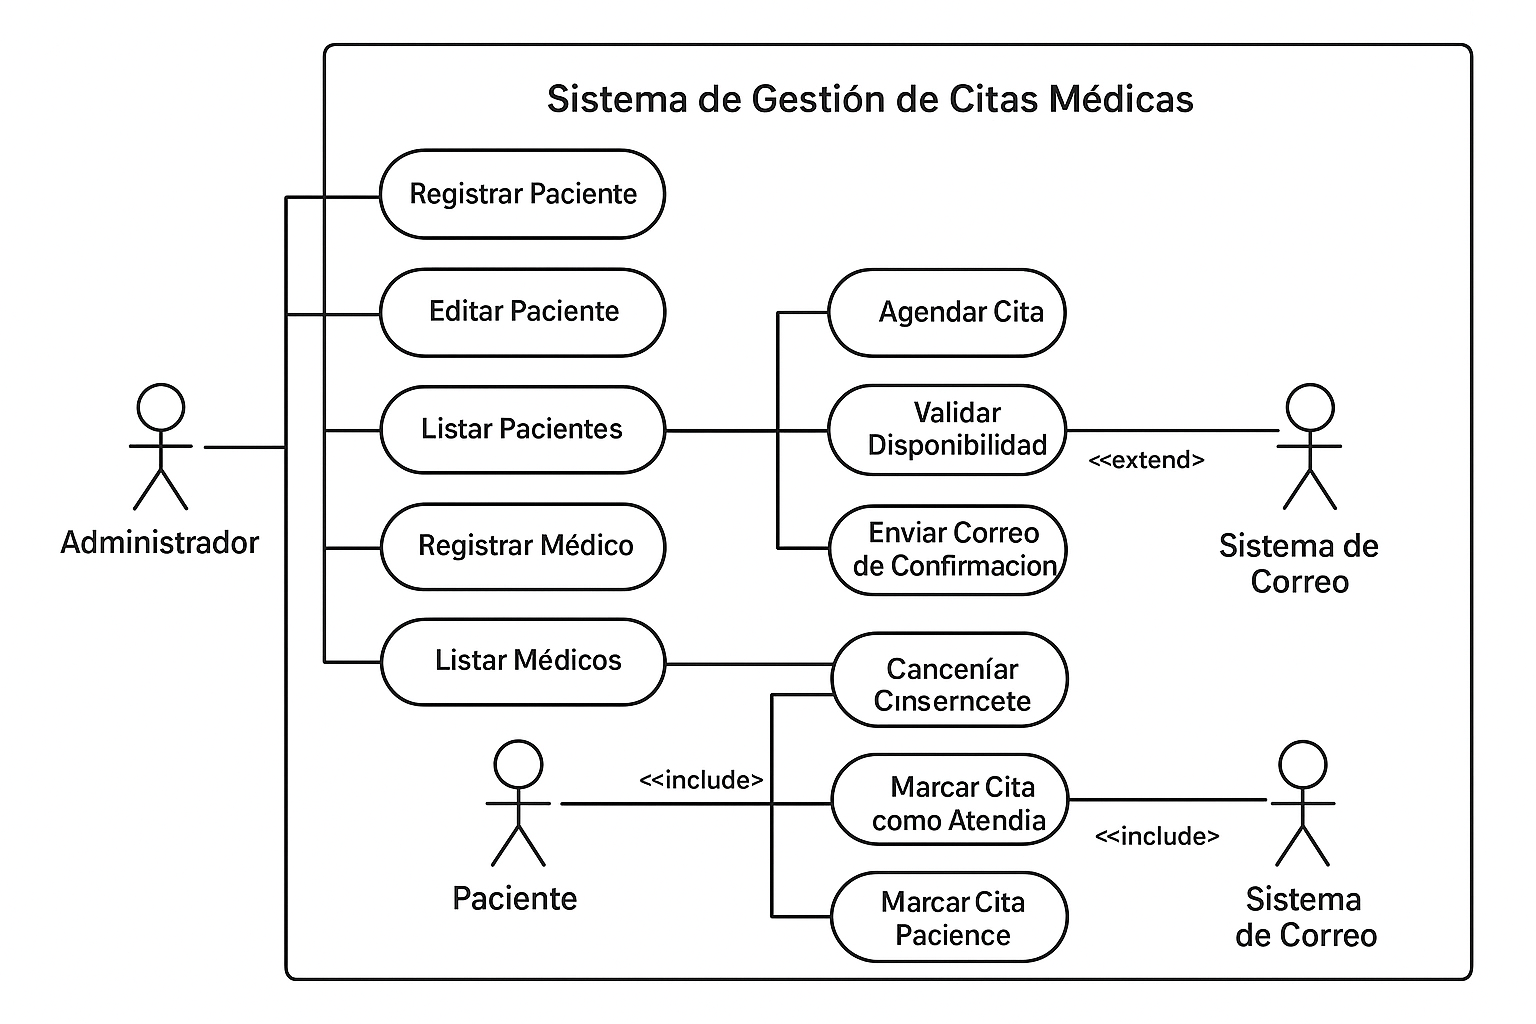 Sistema de Gestión de Citas Médicas
Registrar Paciente
Editar Paciente
Listar Pacientes
Registrar Médico
Listar Médicos
Agendar Cita
Validar
Disponibilidad
Enviar Correo
de Confirmacion
Canceníar
Cınserncete
Marcar Cita
como Atendia
Marcar Cita
Pacience
Administrador
<<extend>
Sistema de
Correo
<<include>
Paciente
<<include>
Sistema
de Correo